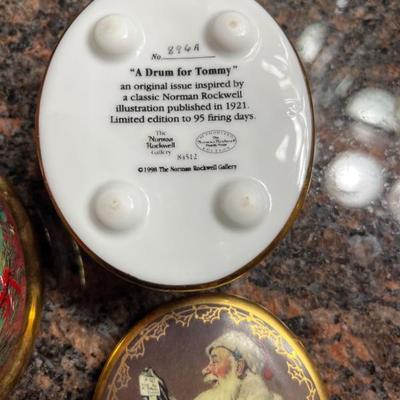 No 896A
"A Drum for Tommy"
an original issue inspired by
a classic Norman Rockwell
illustration published in 1921.
Limited edition to 95 firing days.
The
Norman
Rockwell
Gallery
84512
©1998 The Norman Rockwell Gallery